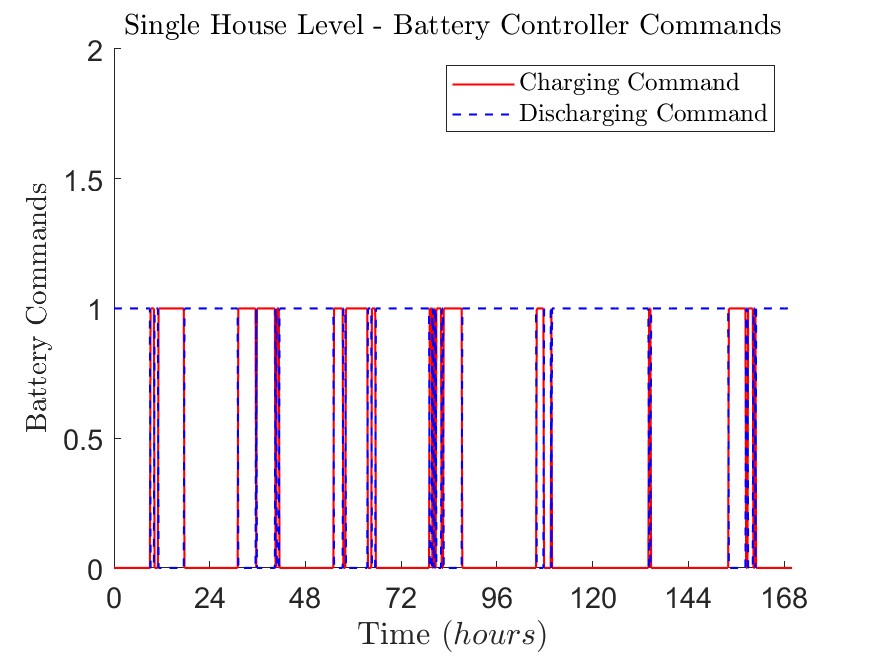 Single House Level - Battery Controller Commands
Charging Command
Discharging Command
2
1.5
1
0.5
0
Battery Commands
0 24 48 72 96 120 144 168
Time (hours)